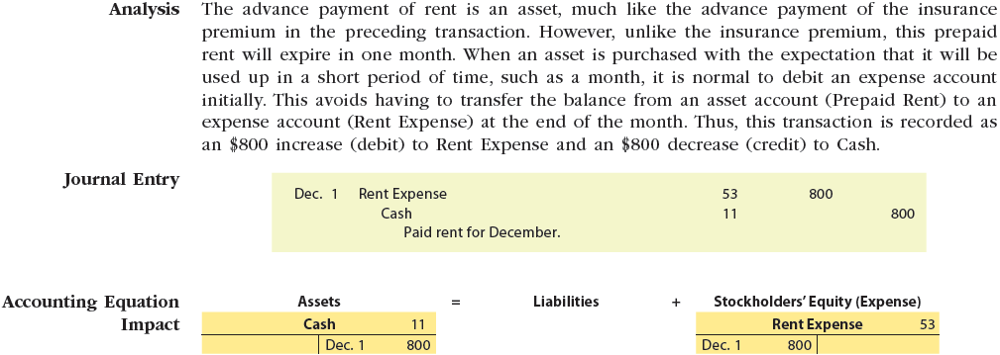 Analysis The advance payment of rent is an asset, much like the advance payment of the insurance
premium in the preceding transaction. However, unlike the insurance premium, this prepaid
rent will expire in one month. When an asset is purchased with the expectation that it will be
used up in a short period of time, such as a month, it is normal to debit an expense account
initially. This avoids having to transfer the balance from an asset account (Prepaid Rent) to an
expense account (Rent Expense) at the end of the month. Thus, this transaction is recorded as
an $800 increase (debit) to Rent Expense and an $800 decrease (credit) to Cash.
Journal Entry
Dec. 1 Rent Expense 53 800
Cash 11 800
Paid rent for December.
Accounting Equation Assets = Liabilities + Stockholders' Equity (Expense)
Impact Cash 11 Rent Expense 53
Dec. 1 800 Dec. 1 800